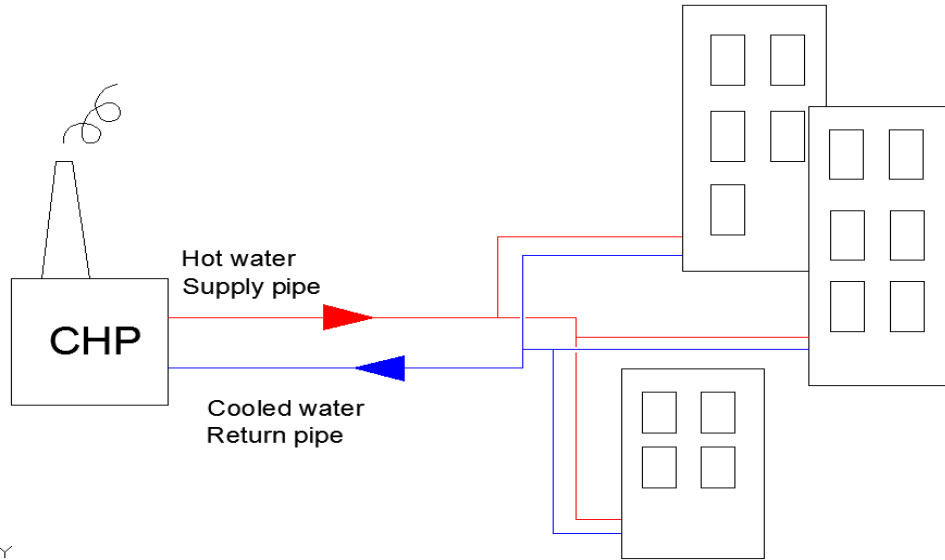 Hot water
Supply pipe
CHP
Cooled water
Return pipe
Y